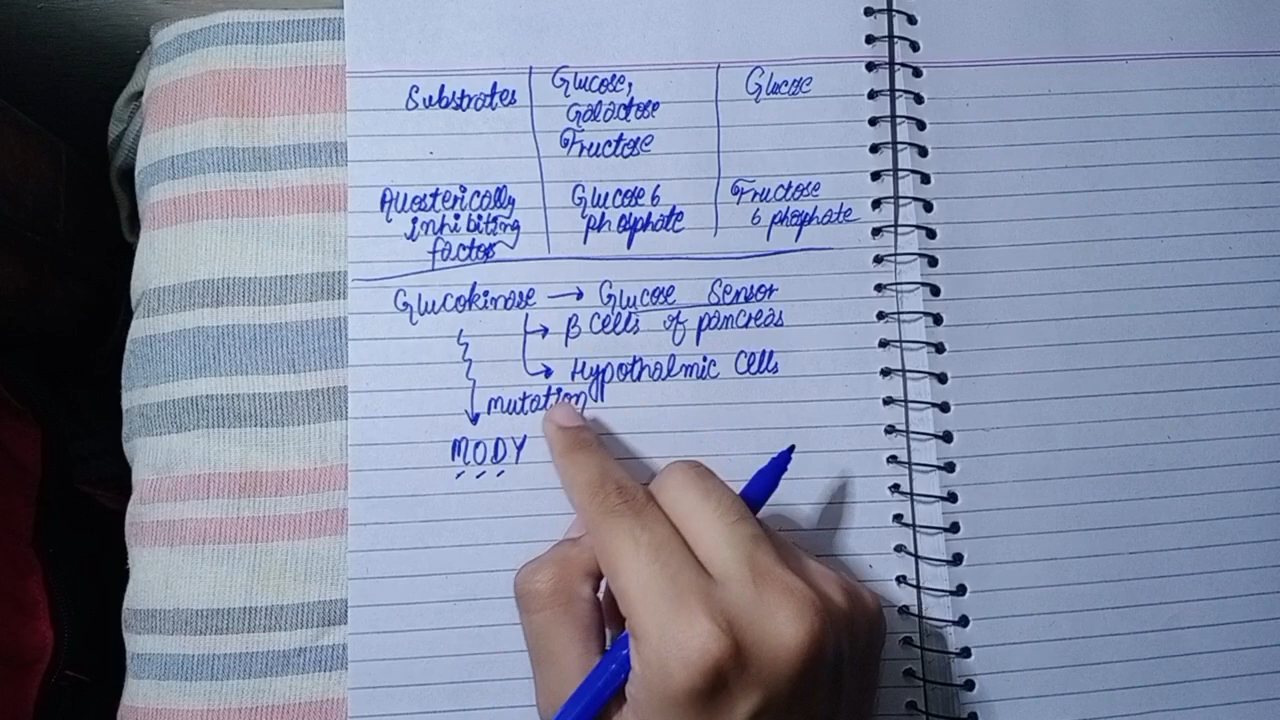 Substrates
Glucose,
Galactose
Fructose
Glucose
Allosterically
inhibiting
factors
Glucose 6
phosphate
Fructose
6 phosphate
Glucokinase → Glucose Sensor
→ β cells of pancreas
→ Hypothalmic cells
mutation
MODY